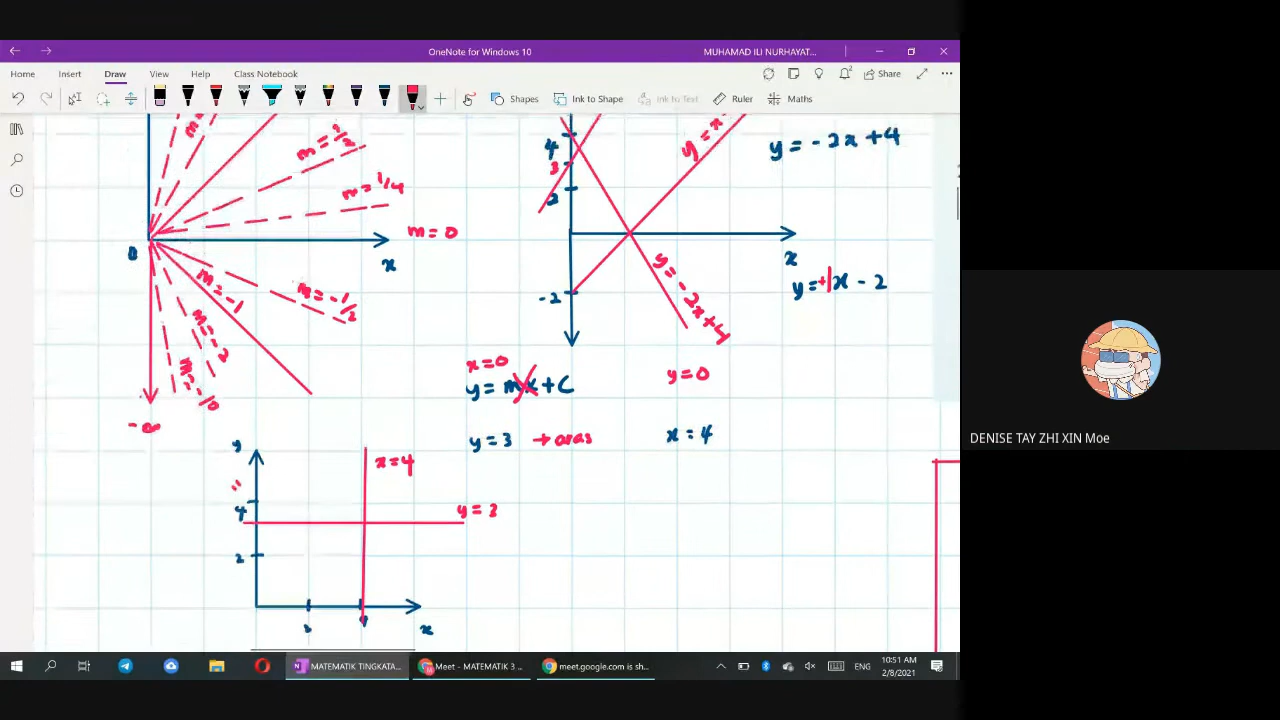 OneNote for Windows 10
MUHAMAD ILI NURHAYAT...
Home Insert Draw View Help Class Notebook
Share
Shapes Ink to Shape Ink to Text Ruler Maths
m=
m=1/2
m=1/4
m=0
0
x
m=-1
m=-1/2
m=-2
m=-10
-∞
4
3
2
-2
x
y=x-
y=-2x+4
y=-2x+4
y=+1x-2
x=0
y=mx+c
y=0
y=3 → aras
x=4
y
4
2
x=4
y=3
x
DENISE TAY ZHI XIN Moe
MATEMATIK TINGKATA...
Meet - MATEMATIK 3 ...
meet.google.com is sh...
ENG
10:51 AM
2/8/2021